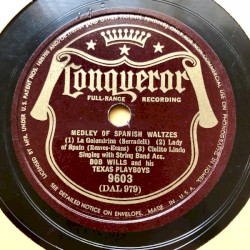 Conqueror
FULL-RANGE RECORDING
MEDLEY OF SPANISH WALTZES
(1) La Golondrina (Serradell) (2) Lady
of Spain (Reaves-Evans) (3) Cielito Lindo
Singing with String Band Acc.
BOB WILLS and his
TEXAS PLAYBOYS
9603
(DAL 979)
SEE DETAILED NOTICE ON ENVELOPE. MADE IN U.S.A.